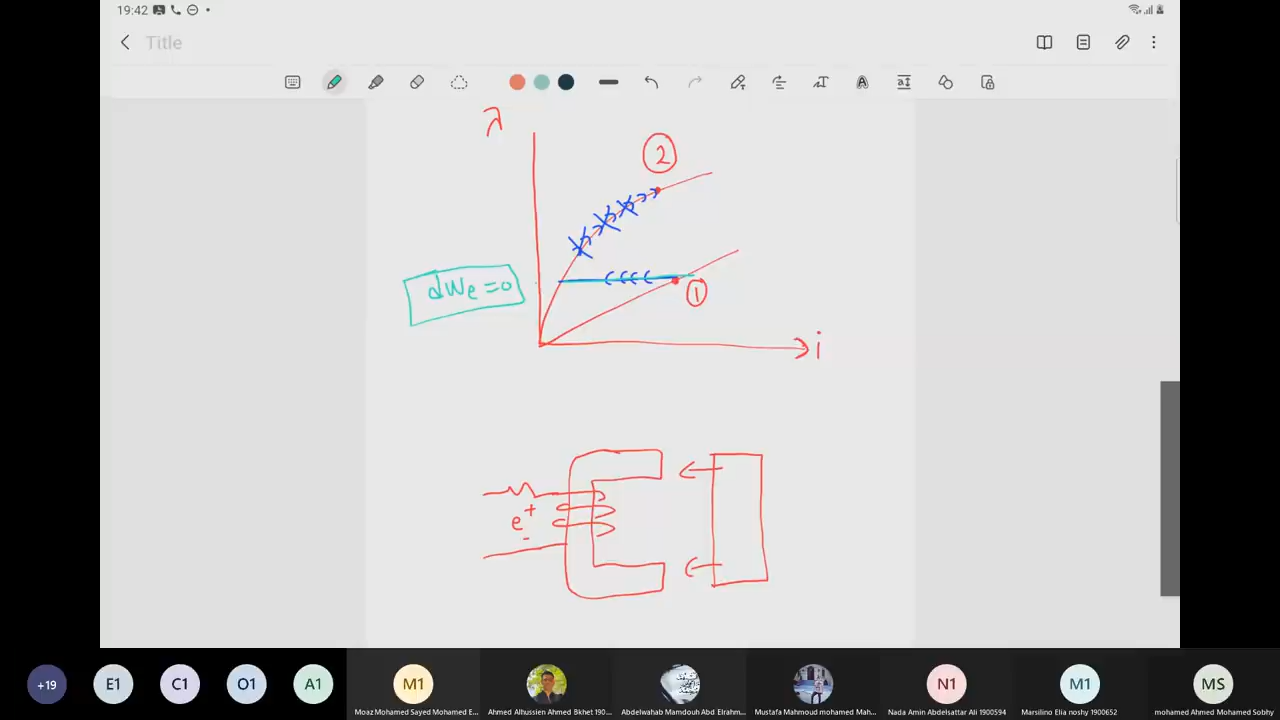 19:42
Title
λ
2
dWe =0
1
i
e
+
-
+19
E1
C1
O1
A1
M1
N1
M1
MS
Moaz Mohamed Sayed Mohamed E...
Ahmed Alhussien Ahmed Bkhet 190...
Abdelwahab Mamdouh Abd Elrahm...
Mustafa Mahmoud mohamed Mah...
Nada Amin Abdelsattar Ali 1900594
Marsilino Elia noshy 1900652
mohamed Ahmed Mohamed Sobhy